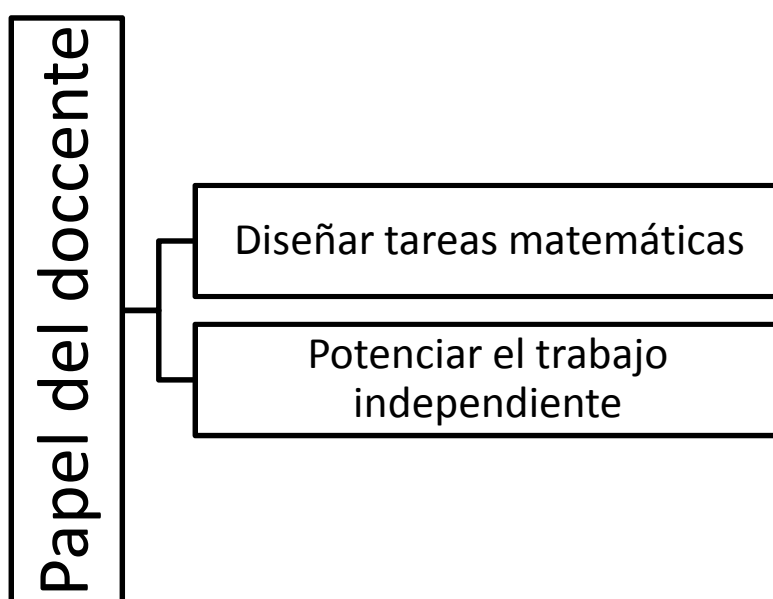 Papel del doccente
Diseñar tareas matemáticas
Potenciar el trabajo
independiente